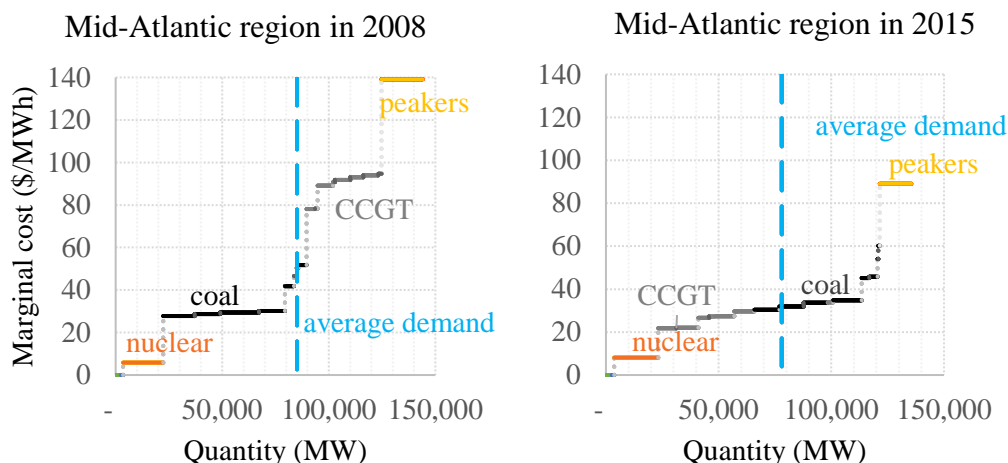 Mid-Atlantic region in 2008
Marginal cost ($/MWh)
140
120
100
80
60
40
20
0
peakers
CCGT
coal
average demand
nuclear
-
50,000
100,000
150,000
Quantity (MW)
Mid-Atlantic region in 2015
140
120
100
80
60
40
20
0
average demand
peakers
CCGT
coal
nuclear
-
50,000
100,000
150,000
Quantity (MW)